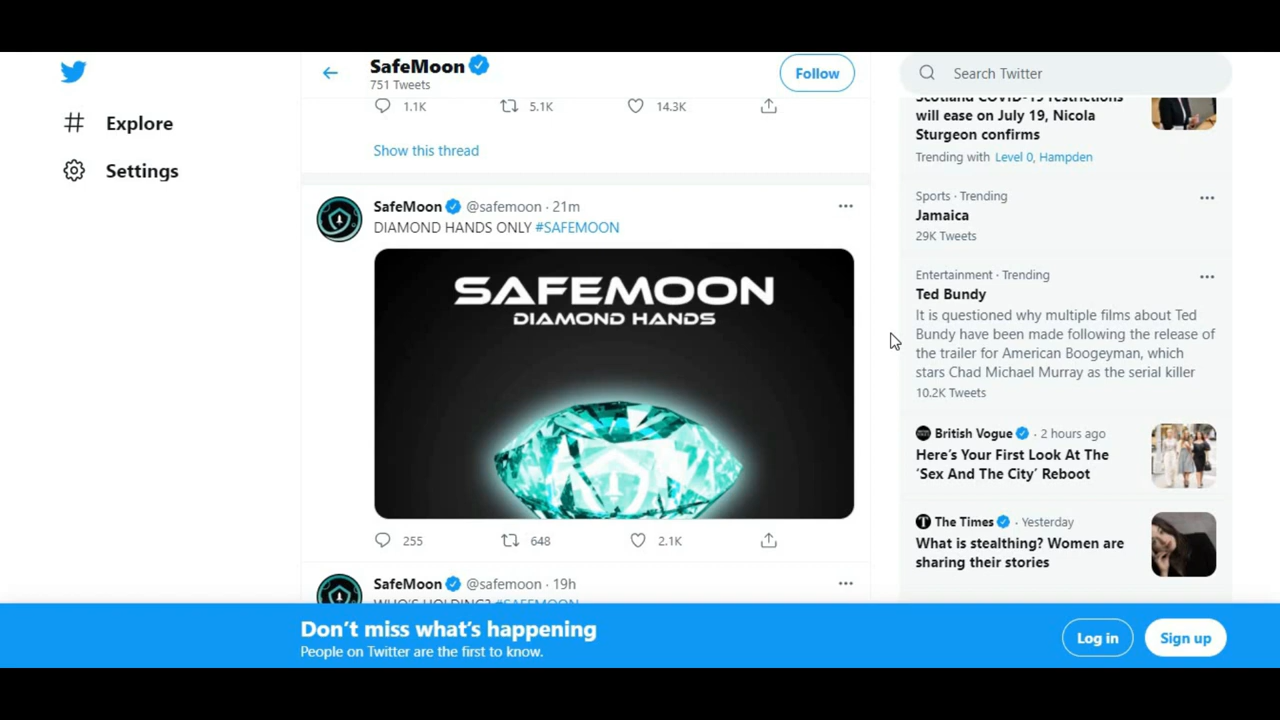 SafeMoon
751 Tweets
Follow
Search Twitter
Explore
Settings
1.1K 5.1K 14.3K
Show this thread
SafeMoon @safemoon · 21m
DIAMOND HANDS ONLY #SAFEMOON
SAFEMOON
DIAMOND HANDS
255 648 2.1K
SafeMoon @safemoon · 19h
WHO'S HOLDING? #SAFEMOON
Scotland COVID-19 restrictions
will ease on July 19, Nicola
Sturgeon confirms
Trending with Level 0, Hampden
Sports · Trending
Jamaica
29K Tweets
Entertainment · Trending
Ted Bundy
It is questioned why multiple films about Ted
Bundy have been made following the release of
the trailer for American Boogeyman, which
stars Chad Michael Murray as the serial killer
10.2K Tweets
British Vogue · 2 hours ago
Here's Your First Look At The
'Sex And The City' Reboot
The Times · Yesterday
What is stealthing? Women are
sharing their stories
Don't miss what's happening
People on Twitter are the first to know.
Log in
Sign up